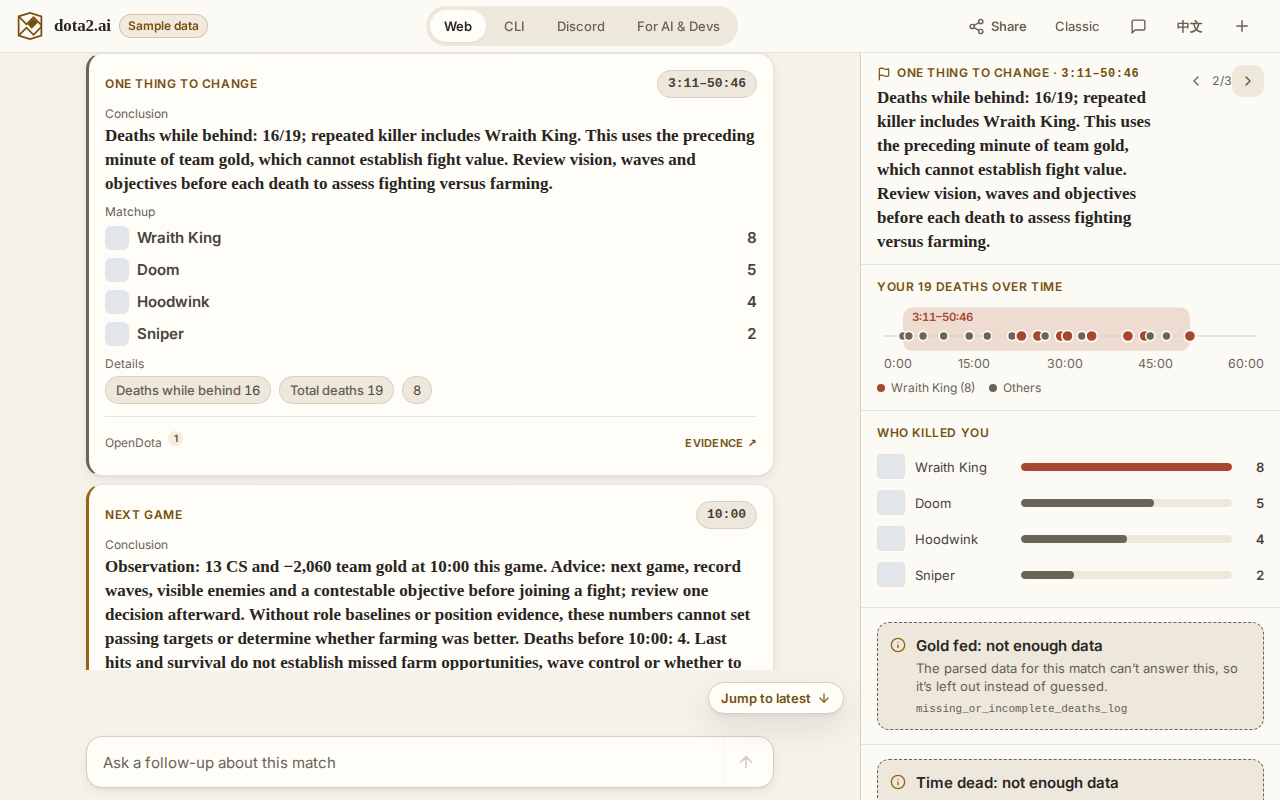 dota2.ai
Sample data
Web
CLI
Discord
For AI & Devs
Share
Classic
中文
ONE THING TO CHANGE
3:11–50:46
Conclusion
Deaths while behind: 16/19; repeated killer includes Wraith King. This uses the preceding
minute of team gold, which cannot establish fight value. Review vision, waves and
objectives before each death to assess fighting versus farming.
Matchup
Wraith King 8
Doom 5
Hoodwink 4
Sniper 2
Details
Deaths while behind 16
Total deaths 19
8
OpenDota 1
EVIDENCE ↗
NEXT GAME
10:00
Conclusion
Observation: 13 CS and −2,060 team gold at 10:00 this game. Advice: next game, record
waves, visible enemies and a contestable objective before joining a fight; review one
decision afterward. Without role baselines or position evidence, these numbers cannot set
passing targets or determine whether farming was better. Deaths before 10:00: 4. Last
hits and survival do not establish missed farm opportunities, wave control or whether to
Jump to latest
Ask a follow-up about this match
ONE THING TO CHANGE · 3:11–50:46
2/3
Deaths while behind: 16/19; repeated
killer includes Wraith King. This uses
the preceding minute of team gold,
which cannot establish fight value.
Review vision, waves and objectives
before each death to assess fighting
versus farming.
YOUR 19 DEATHS OVER TIME
3:11–50:46
0:00 15:00 30:00 45:00 60:00
Wraith King (8)
Others
WHO KILLED YOU
Wraith King 8
Doom 5
Hoodwink 4
Sniper 2
Gold fed: not enough data
The parsed data for this match can’t answer this, so
it’s left out instead of guessed.
missing_or_incomplete_deaths_log
Time dead: not enough data